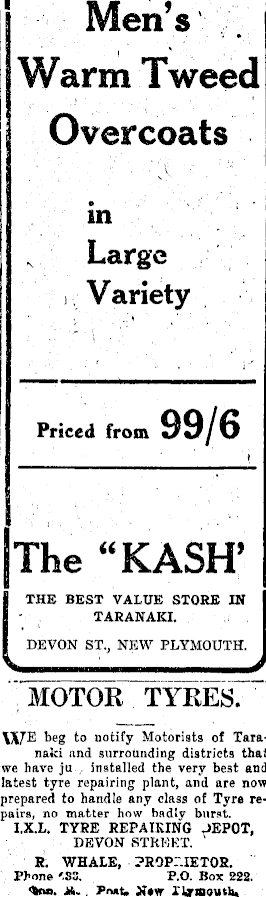 Men's
Warm Tweed
Overcoats
in
Large
Variety
Priced from 99/6
The "KASH'
THE BEST VALUE STORE IN
TARANAKI.
DEVON ST., NEW PLYMOUTH.
MOTOR TYRES.
WE beg to notify Motorists of Tara-
naki and surrounding districts that
we have ju installed the very best and
latest tyre repairing plant, and are now
prepared to handle any class of Tyre re-
pairs, no matter how badly burst.
I.X.L. TYRE REPAIRING DEPOT,
DEVON STREET.
R. WHALE, PROPRIETOR.
Phone P.O. Box 222.
New Plymouth